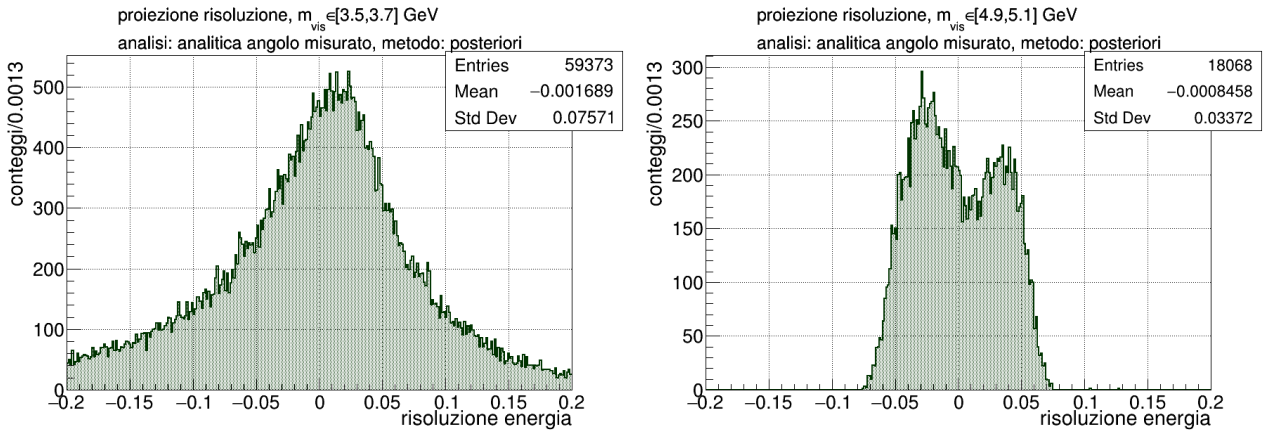 proiezione risoluzione, m_vis ∈[3.5,3.7] GeV
analisi: analitica angolo misurato, metodo: posteriori
Entries 59373
Mean −0.001689
Std Dev 0.07571
conteggi/0.0013
500
400
300
200
100
0
−0.2 −0.15 −0.1 −0.05 0 0.05 0.1 0.15 0.2
risoluzione energia
proiezione risoluzione, m_vis ∈[4.9,5.1] GeV
analisi: analitica angolo misurato, metodo: posteriori
Entries 18068
Mean −0.0008458
Std Dev 0.03372
conteggi/0.0013
300
250
200
150
100
50
0
−0.2 −0.15 −0.1 −0.05 0 0.05 0.1 0.15 0.2
risoluzione energia